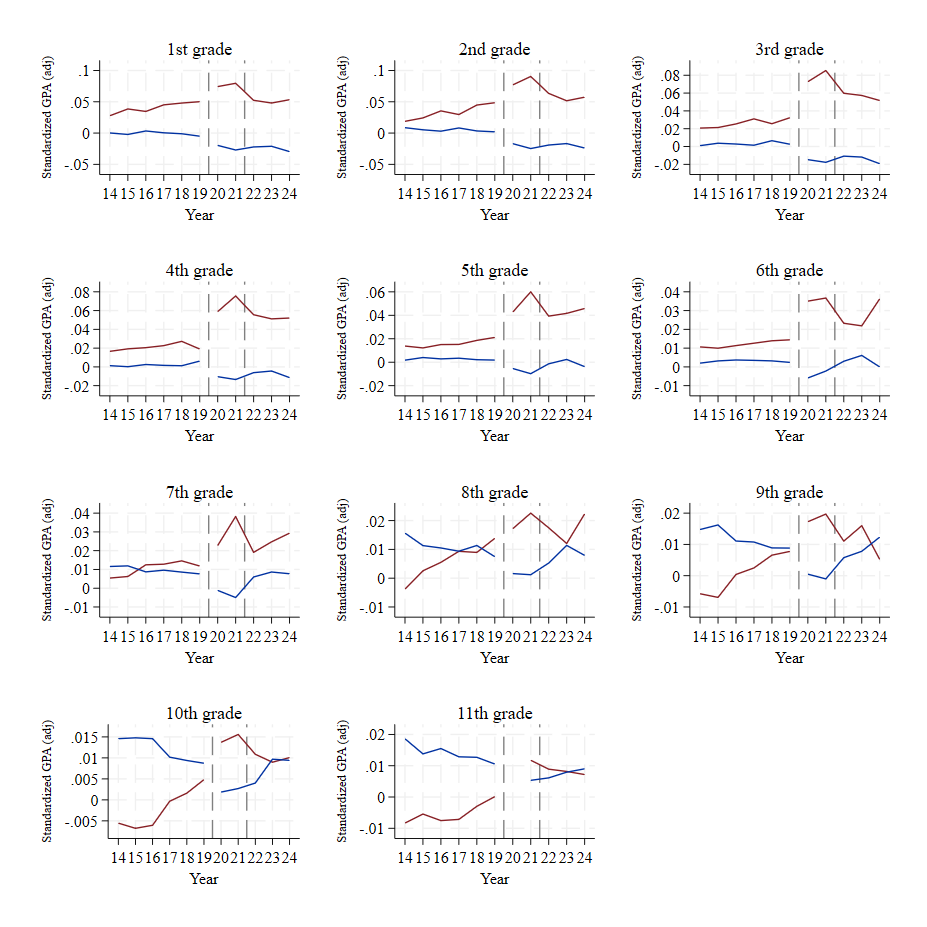 1st grade
Standardized GPA (adj)
.1
.05
0
-.05
14 15 16 17 18 19 20 21 22 23 24
Year
2nd grade
Standardized GPA (adj)
.1
.05
0
-.05
14 15 16 17 18 19 20 21 22 23 24
Year
3rd grade
Standardized GPA (adj)
.08
.06
.04
.02
0
-.02
14 15 16 17 18 19 20 21 22 23 24
Year
4th grade
Standardized GPA (adj)
.08
.06
.04
.02
0
-.02
14 15 16 17 18 19 20 21 22 23 24
Year
5th grade
Standardized GPA (adj)
.06
.04
.02
0
-.02
14 15 16 17 18 19 20 21 22 23 24
Year
6th grade
Standardized GPA (adj)
.04
.03
.02
.01
0
-.01
14 15 16 17 18 19 20 21 22 23 24
Year
7th grade
Standardized GPA (adj)
.04
.03
.02
.01
0
-.01
14 15 16 17 18 19 20 21 22 23 24
Year
8th grade
Standardized GPA (adj)
.02
.01
0
-.01
14 15 16 17 18 19 20 21 22 23 24
Year
9th grade
Standardized GPA (adj)
.02
.01
0
-.01
14 15 16 17 18 19 20 21 22 23 24
Year
10th grade
Standardized GPA (adj)
.015
.01
.005
0
-.005
14 15 16 17 18 19 20 21 22 23 24
Year
11th grade
Standardized GPA (adj)
.02
.01
0
-.01
14 15 16 17 18 19 20 21 22 23 24
Year